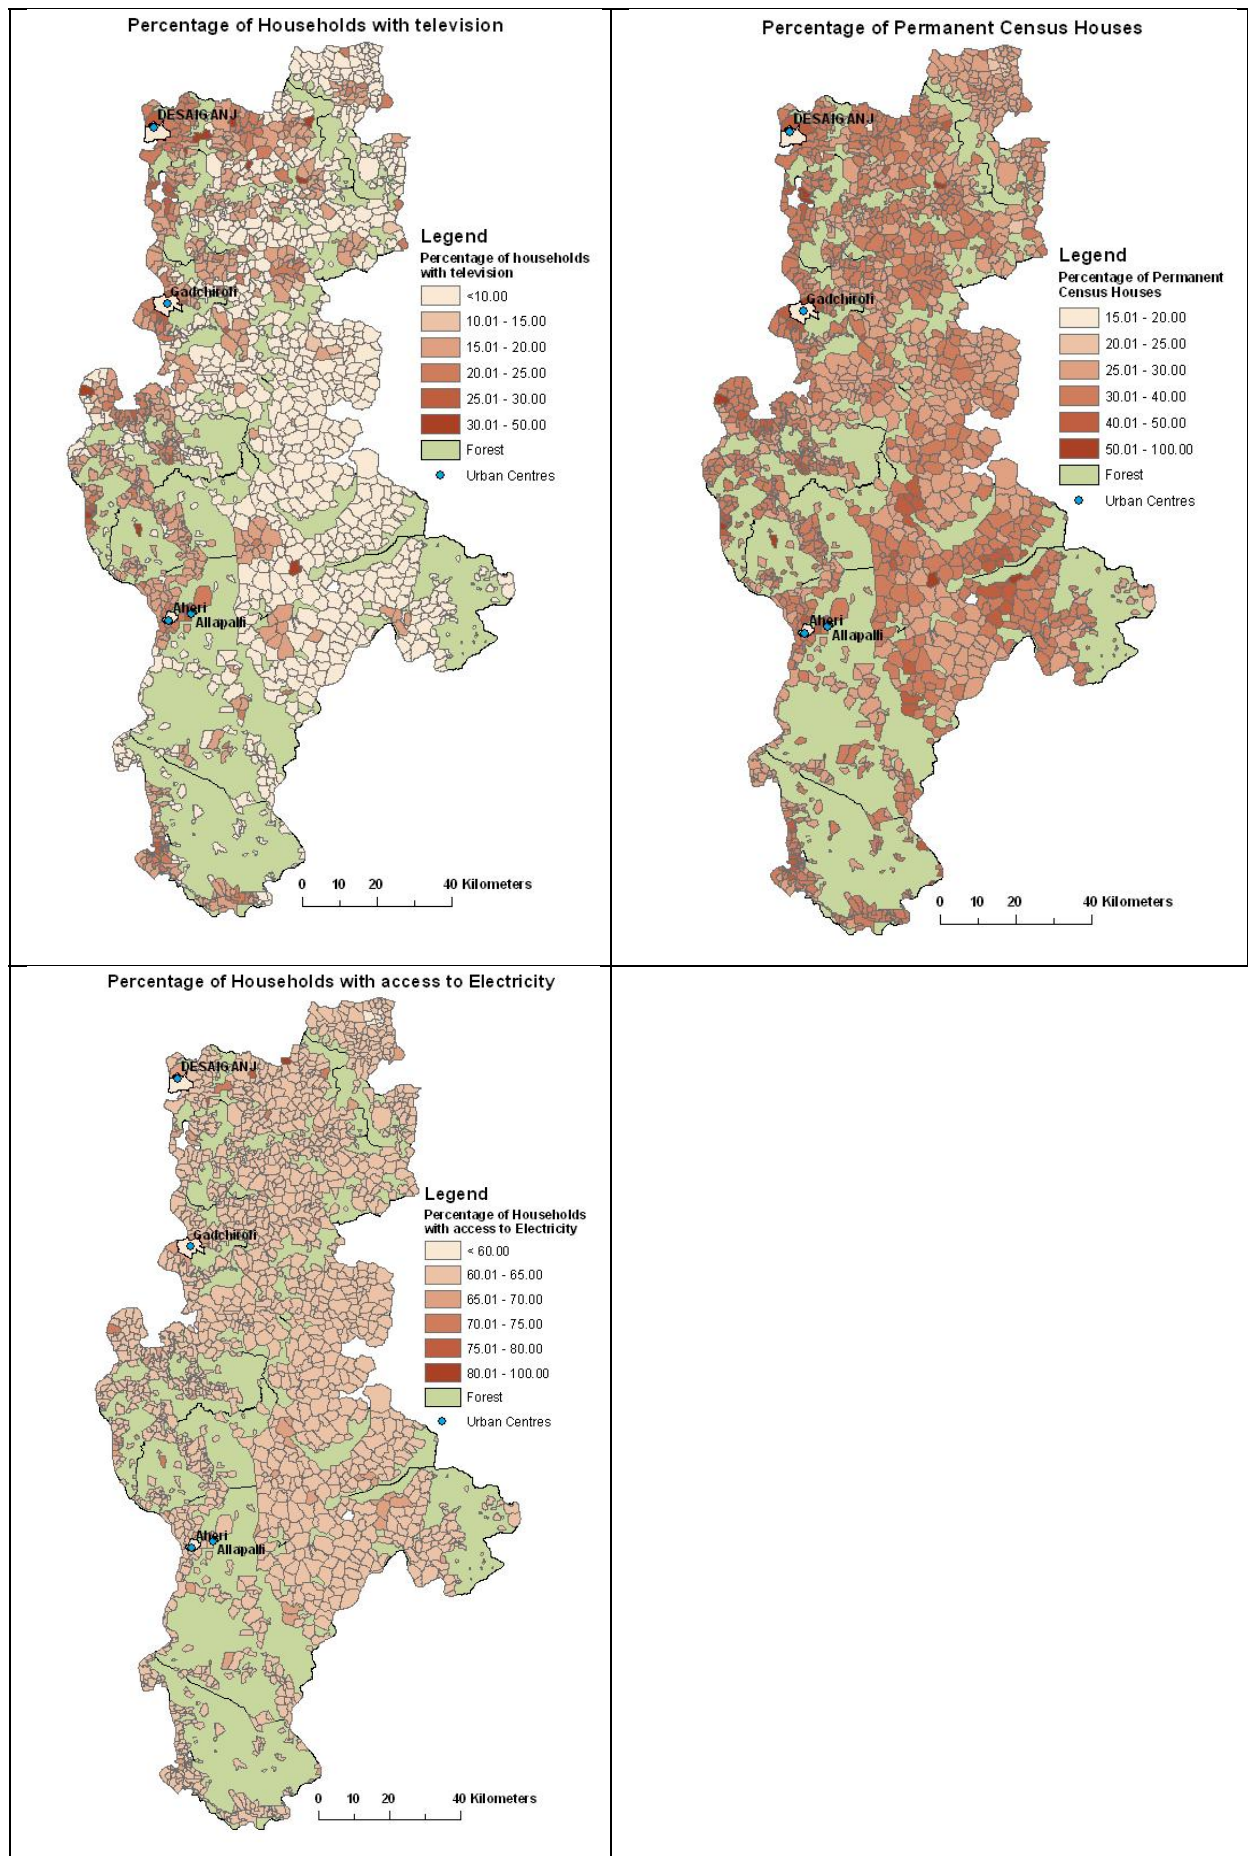 Percentage of Households with television
DESAIGANJ
Gadchiroli
Aheri
Allapalli
Legend
Percentage of households
with television
<10.00
10.01 - 15.00
15.01 - 20.00
20.01 - 25.00
25.01 - 30.00
30.01 - 50.00
Forest
Urban Centres
0 10 20 40 Kilometers
Percentage of Permanent Census Houses
DESAIGANJ
Gadchiroli
Aheri
Allapalli
Legend
Percentage of Permanent
Census Houses
15.01 - 20.00
20.01 - 25.00
25.01 - 30.00
30.01 - 40.00
40.01 - 50.00
50.01 - 100.00
Forest
Urban Centres
0 10 20 40 Kilometers
Percentage of Households with access to Electricity
DESAIGANJ
Gadchiroli
Aheri
Allapalli
Legend
Percentage of Households
with access to Electricity
< 60.00
60.01 - 65.00
65.01 - 70.00
70.01 - 75.00
75.01 - 80.00
80.01 - 100.00
Forest
Urban Centres
0 10 20 40 Kilometers